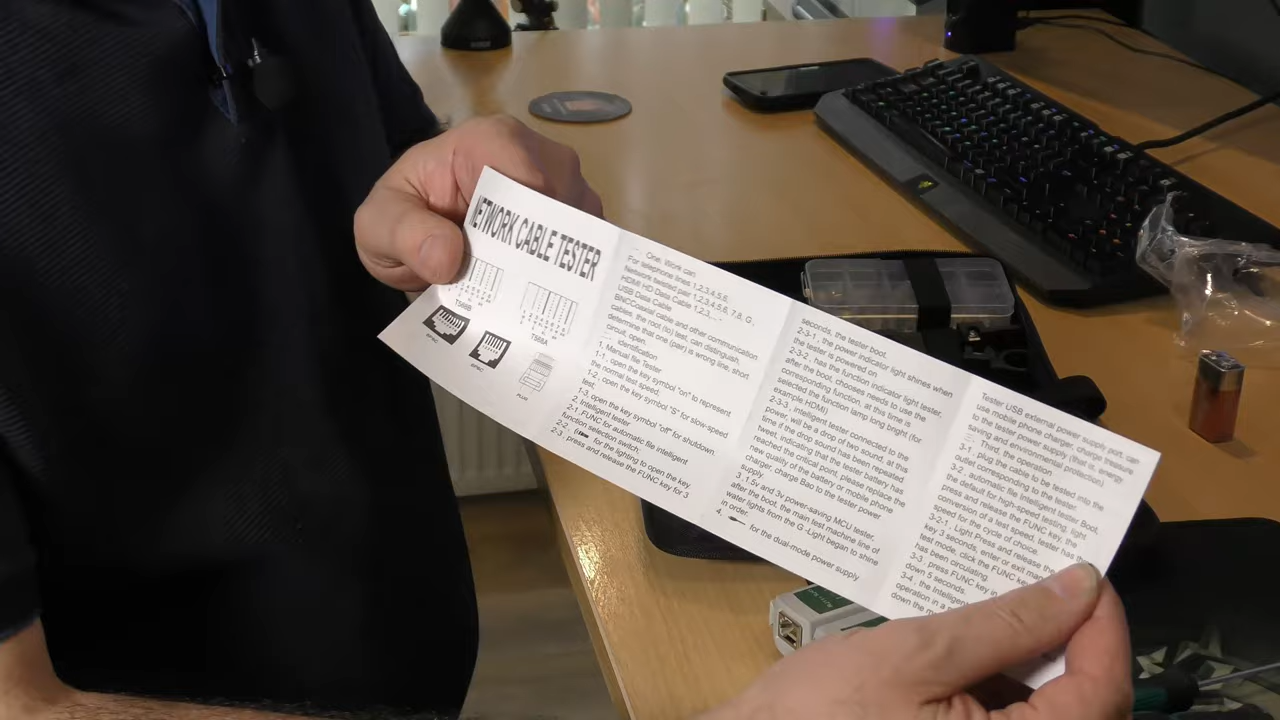 NETWORK CABLE TESTER
T568B
T568A
8P8C
8P8C
PLUG
One. Work can
For telephone lines 1,2,3,4,5,6,
Network twisted pair 1,2,3,4,5,6, 7,8, G ,
HDMI HD Data Cable 1,2,3...."
USB Data Cable
BNCCoaxial cable and other communication
cables, the root (to) test, can distinguish,
determine that one (pair) is wrong line, short
circuit, open.
identification
1. Manual file Tester
1-1 , open the key symbol "on" to represent
the normal test speed.
1-2 , open the key symbol "S" for slow-speed
test.
1-3, open the key symbol "off" for shutdown.
2, Intelligent tester
2-1, FUNC for automatic file intelligent
function selection switch:
2-2, for the lighting to open the key.
2-3 , press and release the FUNC key for 3
seconds, the tester boot.
2-3-1 , the power indicator light shines when
the tester is powered on.
2-3-2, has the function indicator light tester,
after the boot, chooses needs to use the
corresponding function, at this time is
selected the function lamp long bright (for
example HDMI)
2-3-3 , intelligent tester connected to the
power, will be a drop of two sound, at this
time if the drop sound has been repeated
tweet, indicating that the tester battery has
reached the critical point, please replace the
new quality of the battery or mobile phone
charger, charge Bao to the tester power
supply
3, 1.5v and 3v power-saving MCU tester,
after the boot, the main test machine line of
water lights from the G -Light began to shine
in order.
4, for the dual-mode power supply
Tester USB external power supply port, can
use mobile phone charger, charge treasure
to the tester power supply (that is, energy
saving and environmental protection)
Third, the operation
3-1 , plug the cable to be tested into the
outlet corresponding to the tester.
3-2 , automatic file Intelligent tester Boot,
the default for high-speed testing, light
press and release the FUNC key, the
conversion of a test speed, tester has the
speed for the cycle of choice.
3-2-1 , Light Press and release the
key 3 seconds, enter or exit man
test mode, click the FUNC key
has been circulating.
3-3 , press FUNC key in
down 5 seconds.
3-4 , the Intelligent
operation in a
down the m